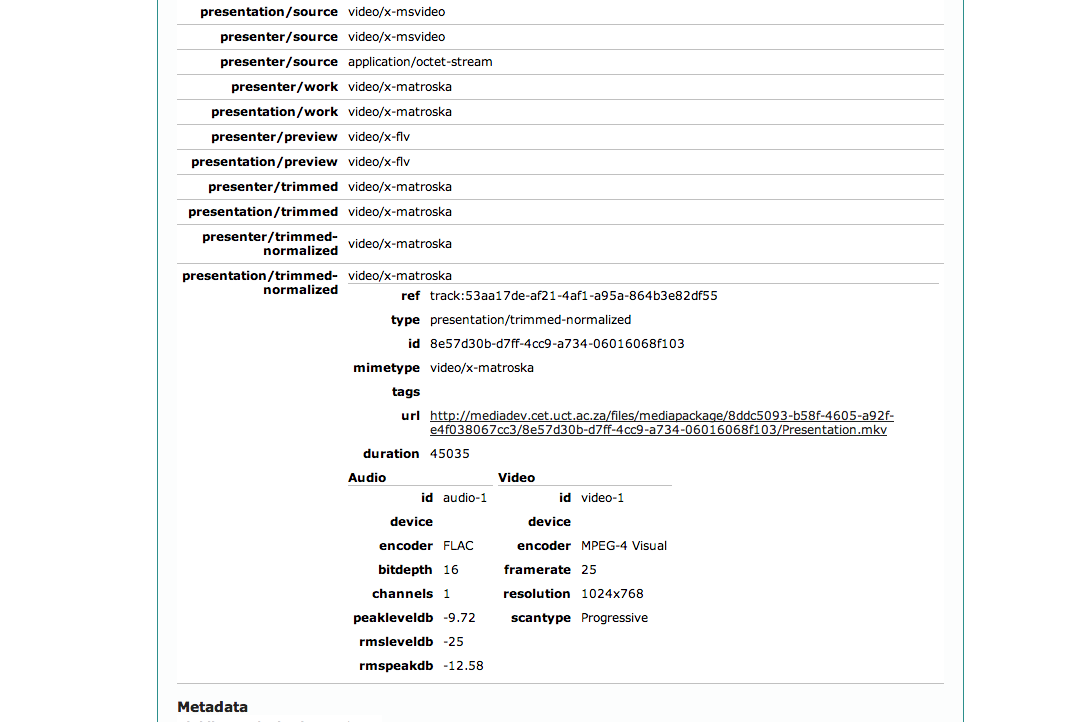 presentation/source video/x-msvideo
presenter/source video/x-msvideo
presenter/source application/octet-stream
presenter/work video/x-matroska
presentation/work video/x-matroska
presenter/preview video/x-flv
presentation/preview video/x-flv
presenter/trimmed video/x-matroska
presentation/trimmed video/x-matroska
presenter/trimmed-
normalized video/x-matroska
presentation/trimmed- video/x-matroska
normalized
ref track:53aa17de-af21-4af1-a95a-864b3e82df55
type presentation/trimmed-normalized
id 8e57d30b-d7ff-4cc9-a734-06016068f103
mimetype video/x-matroska
tags
url http://mediadev.cet.uct.ac.za/files/mediapackage/8ddc5093-b58f-4605-a92f-
e4f038067cc3/8e57d30b-d7ff-4cc9-a734-06016068f103/Presentation.mkv
duration 45035
Audio Video
id audio-1 id video-1
device device
encoder FLAC encoder MPEG-4 Visual
bitdepth 16 framerate 25
channels 1 resolution 1024x768
peakleveldb -9.72 scantype Progressive
rmsleveldb -25
rmspeakdb -12.58
Metadata